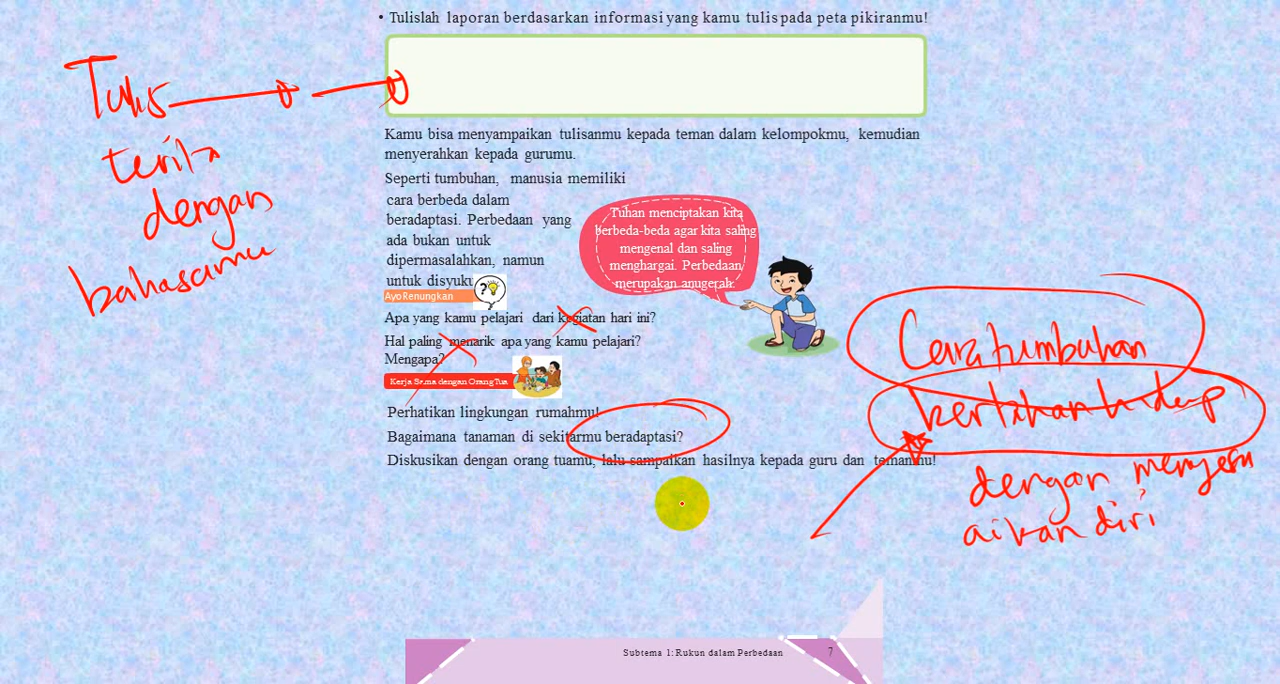 • Tulislah laporan berdasarkan informasi yang kamu tulis pada peta pikiranmu!
Tulis
terita
dengan
bahasamu
Kamu bisa menyampaikan tulisanmu kepada teman dalam kelompokmu, kemudian
menyerahkan kepada gurumu.
Seperti tumbuhan, manusia memiliki
cara berbeda dalam
beradaptasi. Perbedaan yang
ada bukan untuk
dipermasalahkan, namun
untuk disyuku
Tuhan menciptakan kita
berbeda-beda agar kita saling
mengenal dan saling
menghargai. Perbedaan
merupakan anugerah.
Ayo Renungkan
Apa yang kamu pelajari dari kegiatan hari ini?
Hal paling menarik apa yang kamu pelajari?
Mengapa?
Kerja Sama dengan Orang Tua
Perhatikan lingkungan rumahmu!
Bagaimana tanaman di sekitarmu beradaptasi?
Diskusikan dengan orang tuamu, lalu sampaikan hasilnya kepada guru dan temanmu!
Cara tumbuhan
bertahan hidup
dengan menyesu
aikan diri
Subtema 1: Rukun dalam Perbedaan
7